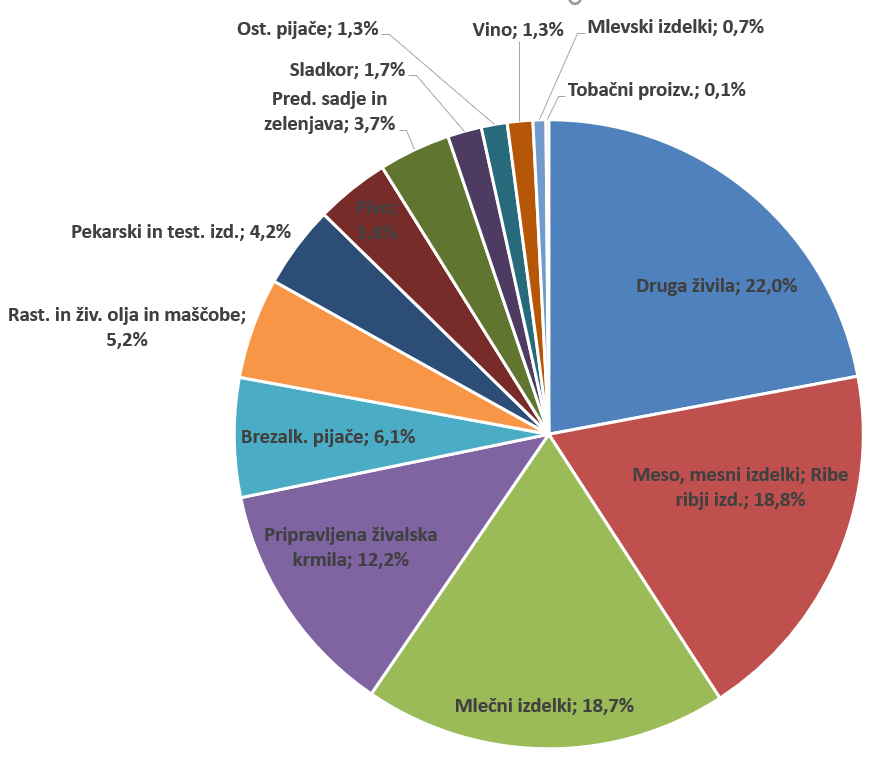 Ost. pijače; 1,3%
Vino; 1,3%
Mlevski izdelki; 0,7%
Sladkor; 1,7%
Tobačni proizv.; 0,1%
Pred. sadje in
zelenjava; 3,7%
Pivo;
3,8%
Pekarski in test. izd.; 4,2%
Druga živila; 22,0%
Rast. in živ. olja in maščobe;
5,2%
Brezalk. pijače; 6,1%
Meso, mesni izdelki; Ribe
ribji izd.; 18,8%
Pripravljena živalska
krmila; 12,2%
Mlečni izdelki; 18,7%